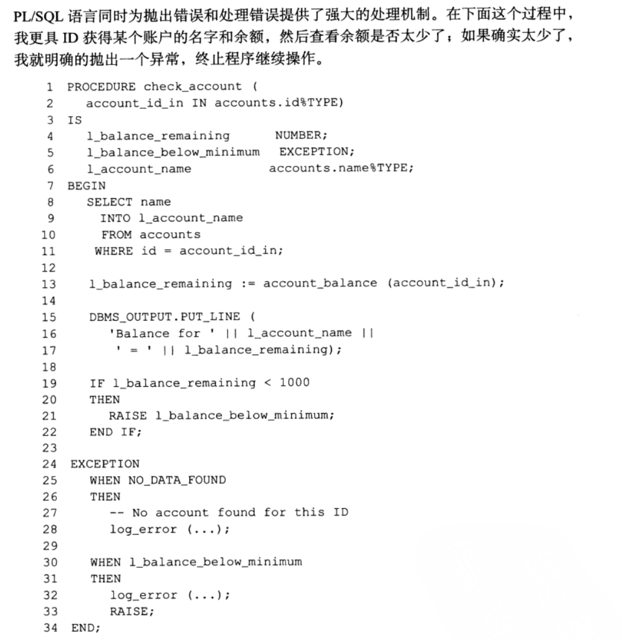 PL/SQL 语言同时为抛出错误和处理错误提供了强大的处理机制。在下面这个过程中，
我更具 ID 获得某个账户的名字和余额，然后查看余额是否太少了；如果确实太少了，
我就明确的抛出一个异常，终止程序继续操作。
1 PROCEDURE check_account (
2 account_id_in IN accounts.id%TYPE)
3 IS
4 l_balance_remaining NUMBER;
5 l_balance_below_minimum EXCEPTION;
6 l_account_name accounts.name%TYPE;
7 BEGIN
8 SELECT name
9 INTO l_account_name
10 FROM accounts
11 WHERE id = account_id_in;
12
13 l_balance_remaining := account_balance (account_id_in);
14
15 DBMS_OUTPUT.PUT_LINE (
16 'Balance for ' || l_account_name ||
17 ' = ' || l_balance_remaining);
18
19 IF l_balance_remaining < 1000
20 THEN
21 RAISE l_balance_below_minimum;
22 END IF;
23
24 EXCEPTION
25 WHEN NO_DATA_FOUND
26 THEN
27 -- No account found for this ID
28 log_error (...);
29
30 WHEN l_balance_below_minimum
31 THEN
32 log_error (...);
33 RAISE;
34 END;